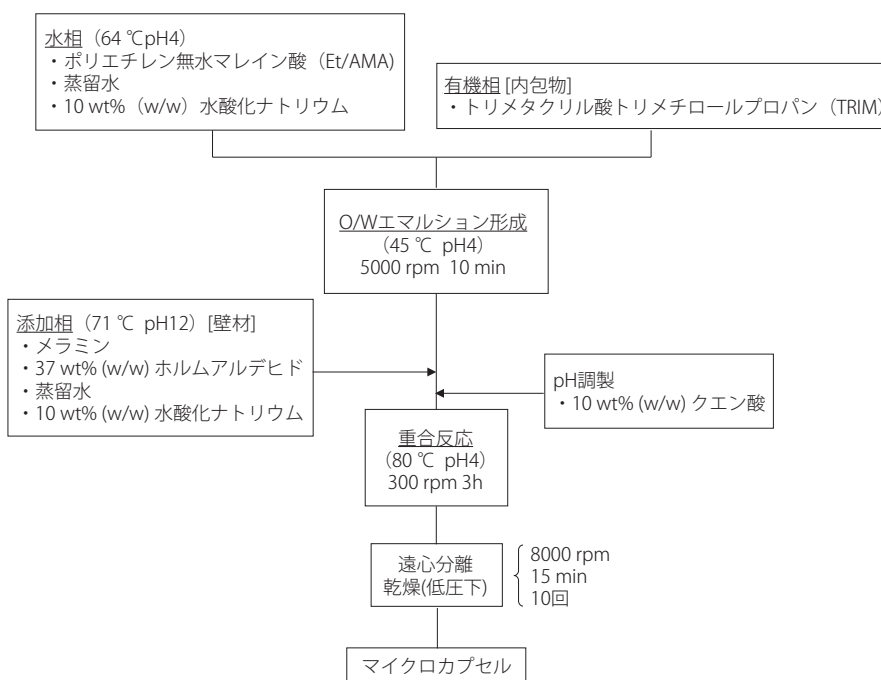 水相（64 ℃pH4）
・ポリエチレン無水マレイン酸（Et/AMA)
・蒸留水
・10 wt%（w/w）水酸化ナトリウム
有機相 [内包物]
・トリメタクリル酸トリメチロールプロパン（TRIM）
O/Wエマルション形成
（45 ℃ pH4）
5000 rpm 10 min
添加相（71 ℃ pH12）[壁材]
・メラミン
・37 wt% (w/w) ホルムアルデヒド
・蒸留水
・10 wt% (w/w) 水酸化ナトリウム
pH調製
・10 wt% (w/w) クエン酸
重合反応
（80 ℃ pH4）
300 rpm 3h
遠心分離
乾燥(低圧下)
8000 rpm
15 min
10回
マイクロカプセル